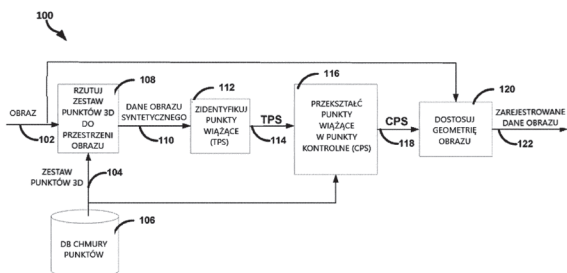 100
RZUTUJ
ZESTAW
PUNKTÓW 3D
DO
PRZESTRZENI
OBRAZU
108
OBRAZ
102
DANE OBRAZU
SYNTETYCZNEGO
110
112
ZIDENTYFIKUJ
PUNKTY
WIĄŻĄCE
(TPS)
TPS
114
116
PRZEKSZTAŁĆ
PUNKTY
WIĄŻĄCE
W PUNKTY
KONTROLNE (CPS)
CPS
118
120
DOSTOSUJ
GEOMETRIĘ
OBRAZU
ZAREJESTROWANE
DANE OBRAZU
122
ZESTAW
PUNKTÓW 3D
104
106
DB CHMURY
PUNKTÓW